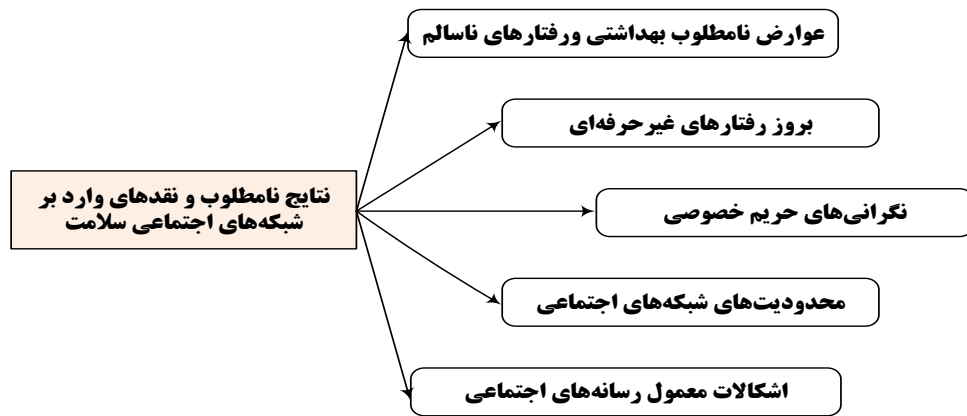 عوارض نامطلوب بهداشتی ورفتارهای ناسالم
بروز رفتارهای غیرحرفه‌ای
نتایج نامطلوب و نقدهای وارد بر
شبکه‌های اجتماعی سلامت
نگرانی‌های حریم خصوصی
محدودیت‌های شبکه‌های اجتماعی
اشکالات معمول رسانه‌های اجتماعی